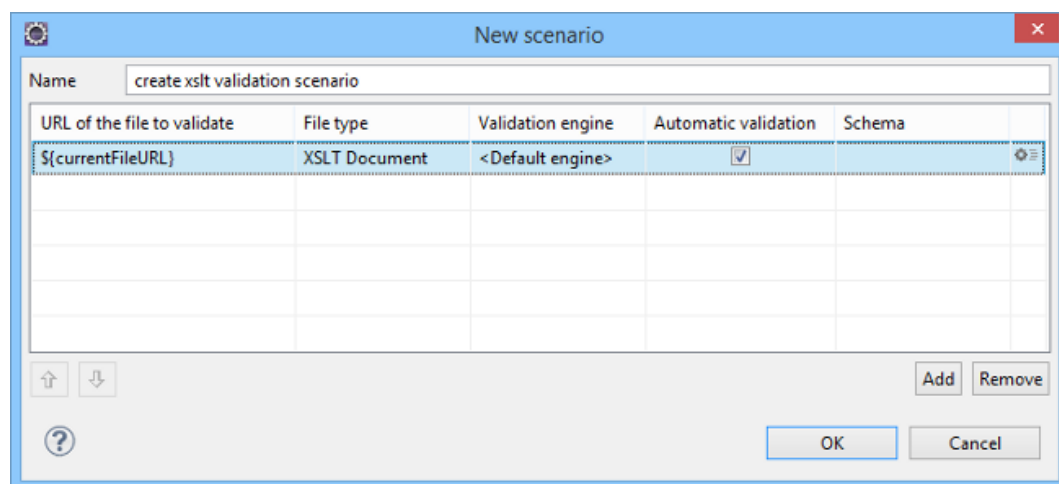 New scenario
Name create xslt validation scenario
URL of the file to validate File type Validation engine Automatic validation Schema
${currentFileURL} XSLT Document <Default engine>
Add Remove
? OK Cancel